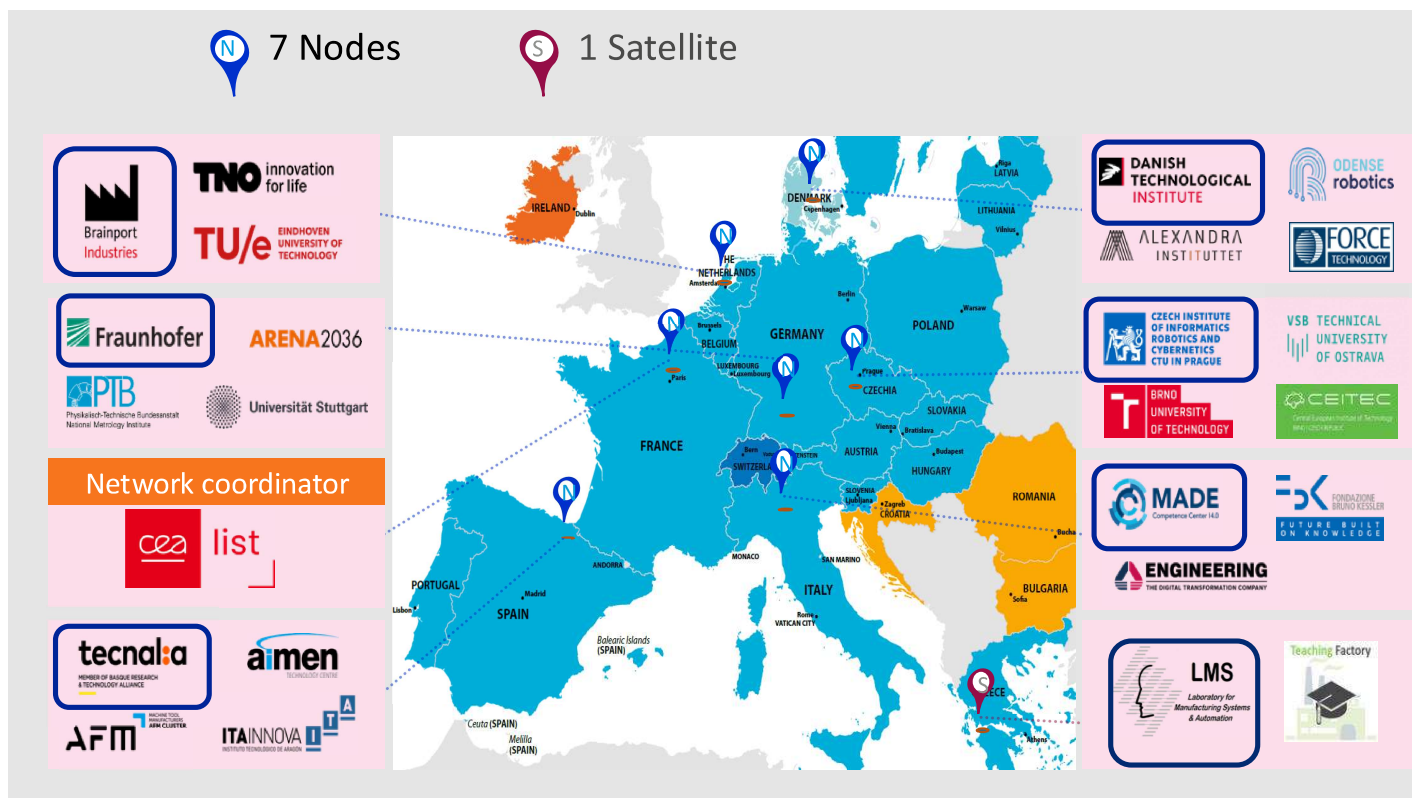 N 7 Nodes
S 1 Satellite
Brainport
Industries
TNO innovation
for life
TU/e EINDHOVEN
UNIVERSITY OF
TECHNOLOGY
Fraunhofer
ARENA2036
PTB
Physikalisch-Technische Bundesanstalt
National Metrology Institute
Universität Stuttgart
Network coordinator
cea list
tecnal:a
MEMBER OF BASQUE RESEARCH
& TECHNOLOGY ALLIANCE
aimen
TECHNOLOGY CENTRE
AFM
MACHINE TOOL
MANUFACTURERS
AFM CLUSTER
ITAINNOVA
INSTITUTO TECNOLÓGICO DE ARAGÓN
I T A
N
DENMARK
Copenhagen
Riga
LATVIA
LITHUANIA
Vilnius
IRELAND
Dublin
N
THE
NETHERLANDS
Berlin
Warsaw
N
Brussels
BELGIUM
GERMANY
POLAND
N
LUXEMBOURG
Luxembourg
N
Prague
CZECHIA
Paris
SLOVAKIA
Vienna
Bratislava
FRANCE
Bern
AUSTRIA
Budapest
HUNGARY
N
SLOVENIA
Ljubljana
Zagreb
CROATIA
ROMANIA
N
MONACO
SAN MARINO
ANDORRA
BULGARIA
Sofia
PORTUGAL
Lisbon
Madrid
SPAIN
ITALY
Rome
VATICAN CITY
Balearic Islands
(SPAIN)
S
Athens
Ceuta (SPAIN)
Melilla
(SPAIN)
DANISH
TECHNOLOGICAL
INSTITUTE
ODENSE
robotics
ALEXANDRA
INSTITUTTET
FORCE
TECHNOLOGY
CZECH INSTITUTE
OF INFORMATICS
ROBOTICS AND
CYBERNETICS
CTU IN PRAGUE
VSB TECHNICAL
UNIVERSITY
OF OSTRAVA
T BRNO
UNIVERSITY
OF TECHNOLOGY
CEITEC
Central European Institute of Technology
BRNO | CZECH REPUBLIC
MADE
Competence Center I4.0
FBK FONDAZIONE
BRUNO KESSLER
FUTURE BUILT
ON KNOWLEDGE
ENGINEERING
THE DIGITAL TRANSFORMATION COMPANY
LMS
Laboratory for
Manufacturing Systems
& Automation
Teaching Factory